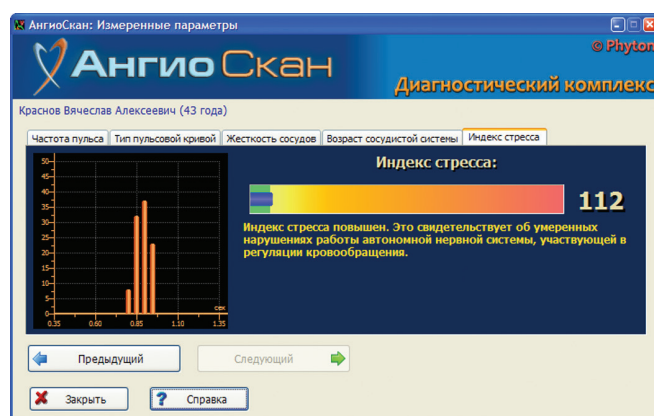 АнгиоСкан: Измеренные параметры
АнгиоСкан
© Phyton
Диагностический комплекс
Краснов Вячеслав Алексеевич (43 года)
Частота пульса Тип пульсовой кривой Жесткость сосудов Возраст сосудистой системы Индекс стресса
Индекс стресса:
112
Индекс стресса повышен. Это свидетельствует об умеренных
нарушениях работы автономной нервной системы, участвующей в
регуляции кровообращения.
50
45
40
35
30
25
20
15
10
5
0
сек
0.35 0.60 0.85 1.10 1.35
Предыдущий Следующий
Закрыть ? Справка